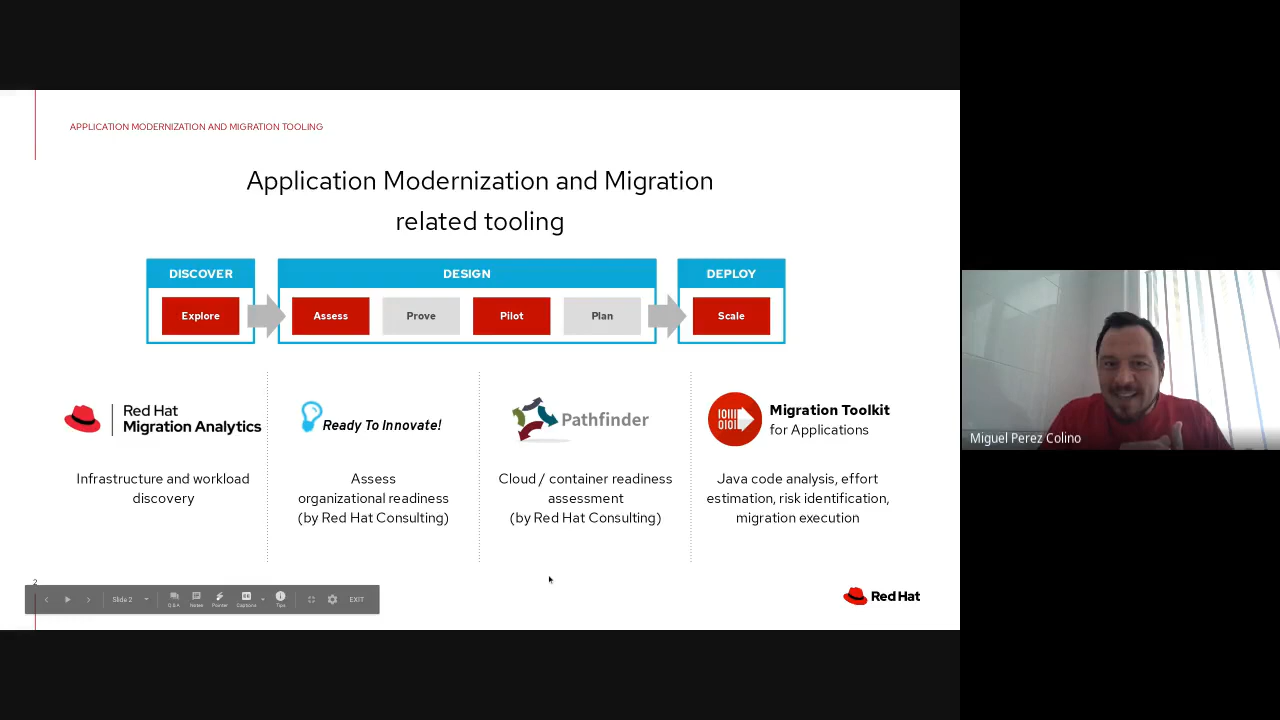 APPLICATION MODERNIZATION AND MIGRATION TOOLING
Application Modernization and Migration
related tooling
DISCOVER
DESIGN
DEPLOY
Explore
Assess
Prove
Pilot
Plan
Scale
Red Hat
Migration Analytics
Infrastructure and workload
discovery
Ready To Innovate!
Assess
organizational readiness
(by Red Hat Consulting)
Pathfinder
Cloud / container readiness
assessment
(by Red Hat Consulting)
Migration Toolkit
for Applications
Java code analysis, effort
estimation, risk identification,
migration execution
Miguel Perez Colino
2
Slide 2
Q&A
Notes
Pointer
Captions
Tips
EXIT
Red Hat